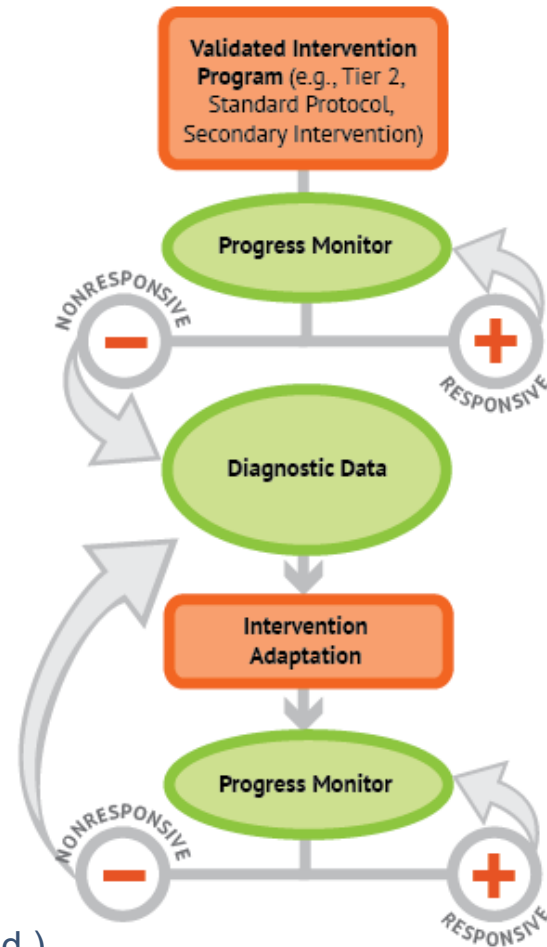 Validated Intervention
Program (e.g., Tier 2,
Standard Protocol,
Secondary Intervention)
Progress Monitor
NONRESPONSIVE
RESPONSIVE
Diagnostic Data
Intervention
Adaptation
Progress Monitor
NONRESPONSIVE
RESPONSIVE
d.)